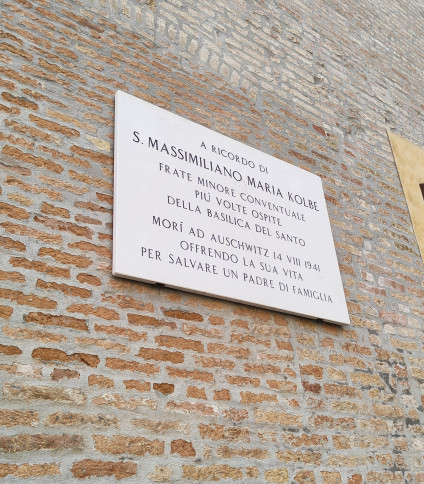 A RICORDO DI
S. MASSIMILIANO MARIA KOLBE
FRATE MINORE CONVENTUALE
PIÙ VOLTE OSPITE
DELLA BASILICA DEL SANTO
MORÍ AD AUSCHWITZ 14 VIII 1941
OFFRENDO LA SUA VITA
PER SALVARE UN PADRE DI FAMIGLIA